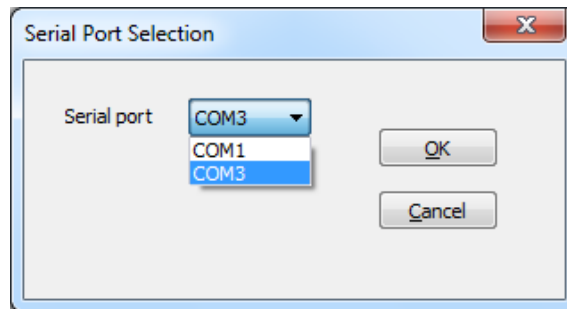 Serial Port Selection
Serial port
COM3
COM1
COM3
OK
Cancel